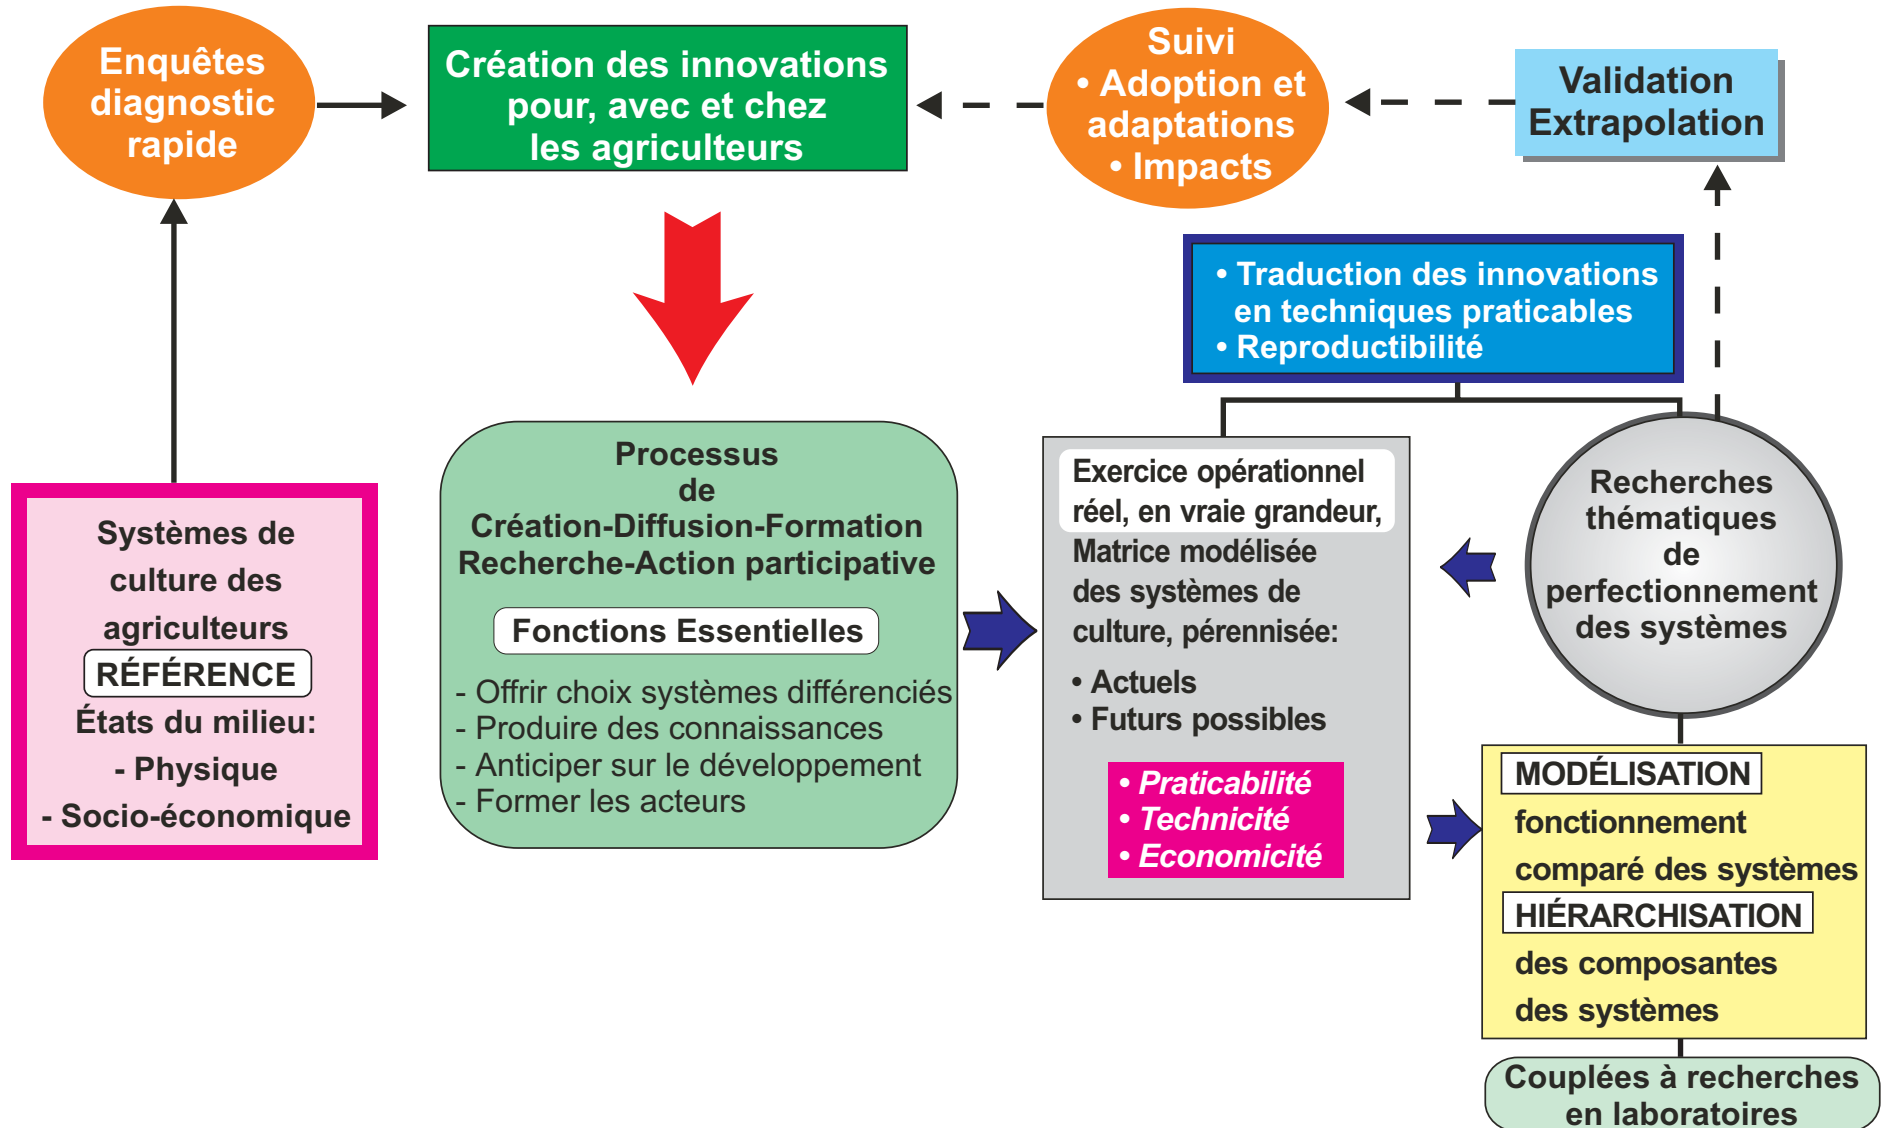 Enquêtes
diagnostic
rapide
Création des innovations
pour, avec et chez
les agriculteurs
Suivi
• Adoption et
adaptations
• Impacts
Validation
Extrapolation
• Traduction des innovations
en techniques praticables
• Reproductibilité
Systèmes de
culture des
agriculteurs
RÉFÉRENCE
États du milieu:
- Physique
- Socio-économique
Processus
de
Création-Diffusion-Formation
Recherche-Action participative
Fonctions Essentielles
- Offrir choix systèmes différenciés
- Produire des connaissances
- Anticiper sur le développement
- Former les acteurs
Exercice opérationnel
réel, en vraie grandeur,
Matrice modélisée
des systèmes de
culture, pérennisée:
• Actuels
• Futurs possibles
• Praticabilité
• Technicité
• Economicité
Recherches
thématiques
de
perfectionnement
des systèmes
MODÉLISATION
fonctionnement
comparé des systèmes
HIÉRARCHISATION
des composantes
des systèmes
Couplées à recherches
en laboratoires